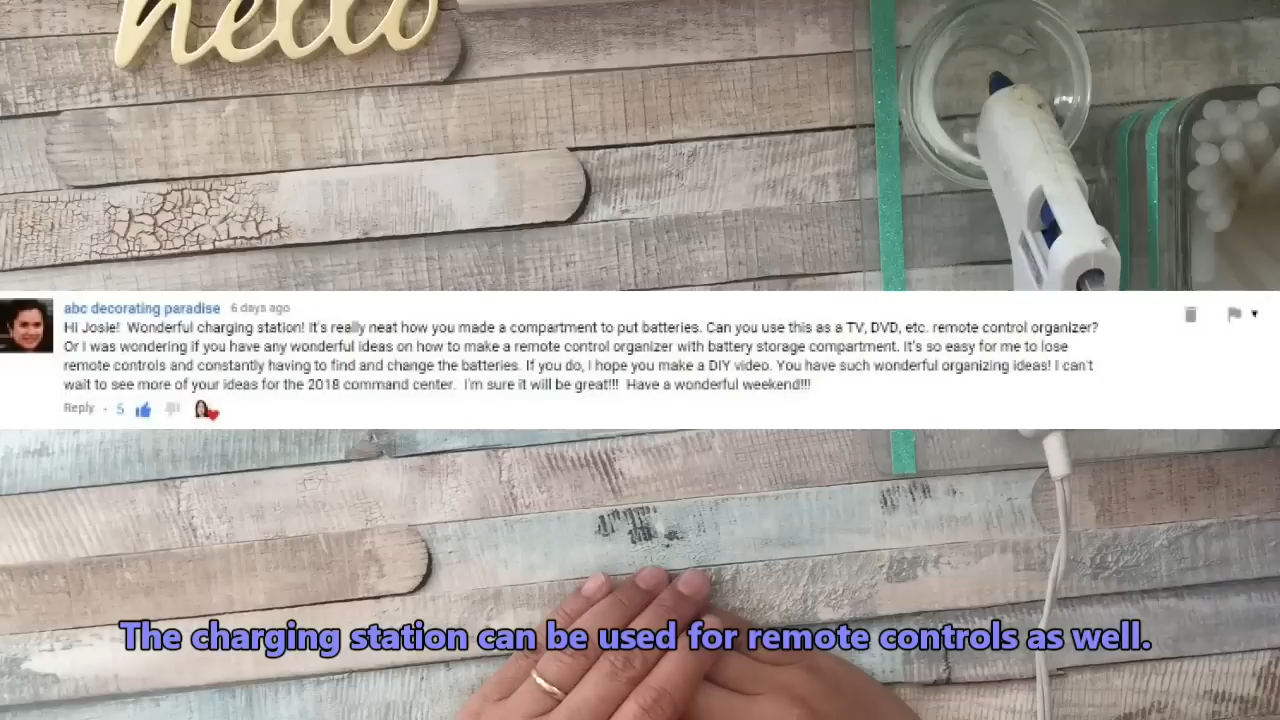 hello
abc decorating paradise 6 days ago
Hi Josie! Wonderful charging station! It's really neat how you made a compartment to put batteries. Can you use this as a TV, DVD, etc. remote control organizer?
Or I was wondering if you have any wonderful ideas on how to make a remote control organizer with battery storage compartment. It's so easy for me to lose
remote controls and constantly having to find and change the batteries. If you do, I hope you make a DIY video. You have such wonderful organizing ideas! I can't
wait to see more of your ideas for the 2018 command center. I'm sure it will be great!!! Have a wonderful weekend!!!
Reply · 5
The charging station can be used for remote controls as well.